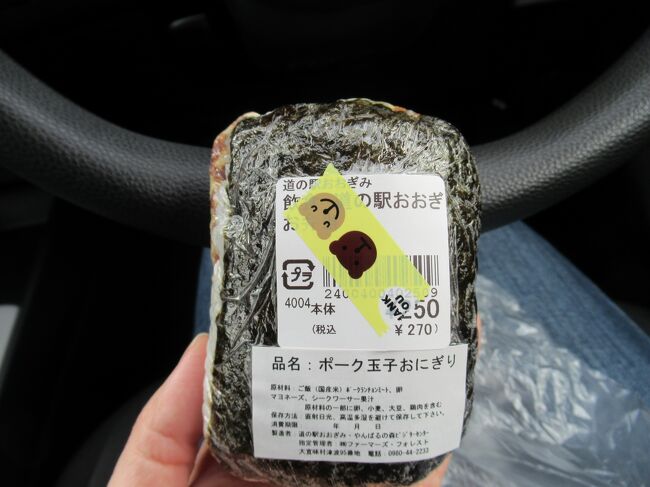 道の駅おおぎみ
道の駅おおぎ
プラ
4004 本体
250
(税込 ¥270)
ANK
OU
品名：ポーク玉子おにぎり
原材料：ご飯（国産米）ﾎﾟｰｸﾗﾝﾁｮﾝﾐｰﾄ、卵
マヨネーズ、シークワーサー果汁
原材料の一部に卵、小麦、大豆、鶏肉を含む
保存方法：直射日光、高温多湿を避けて保存して下さい。
消費期限　　　年　月　日
製造者：道の駅おおぎみ・やんばるの森ﾋﾞｼﾞﾀｰｾﾝﾀｰ
指定管理者：㈱ファーマーズ・フォレスト
大宜味村津波95番地　電話：0980-44-2233